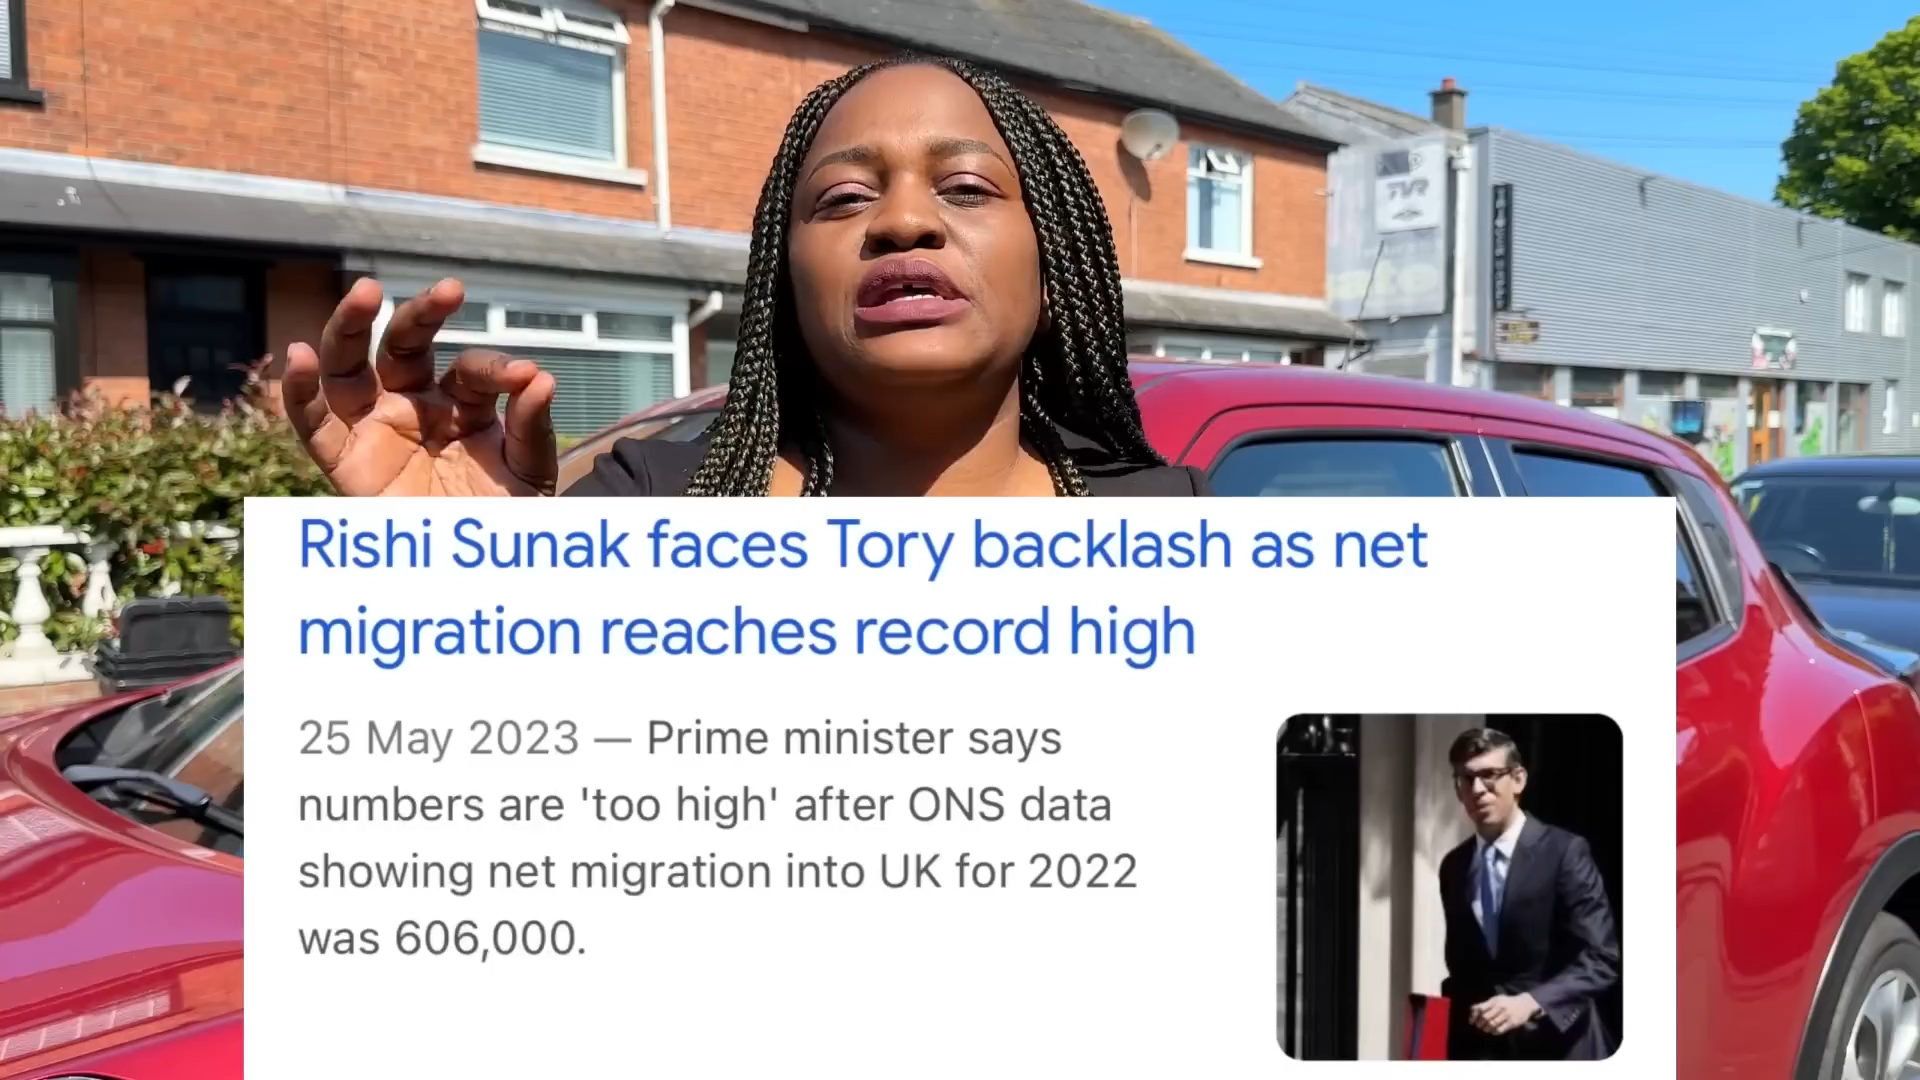 TVR
Rishi Sunak faces Tory backlash as net
migration reaches record high
25 May 2023 — Prime minister says
numbers are 'too high' after ONS data
showing net migration into UK for 2022
was 606,000.